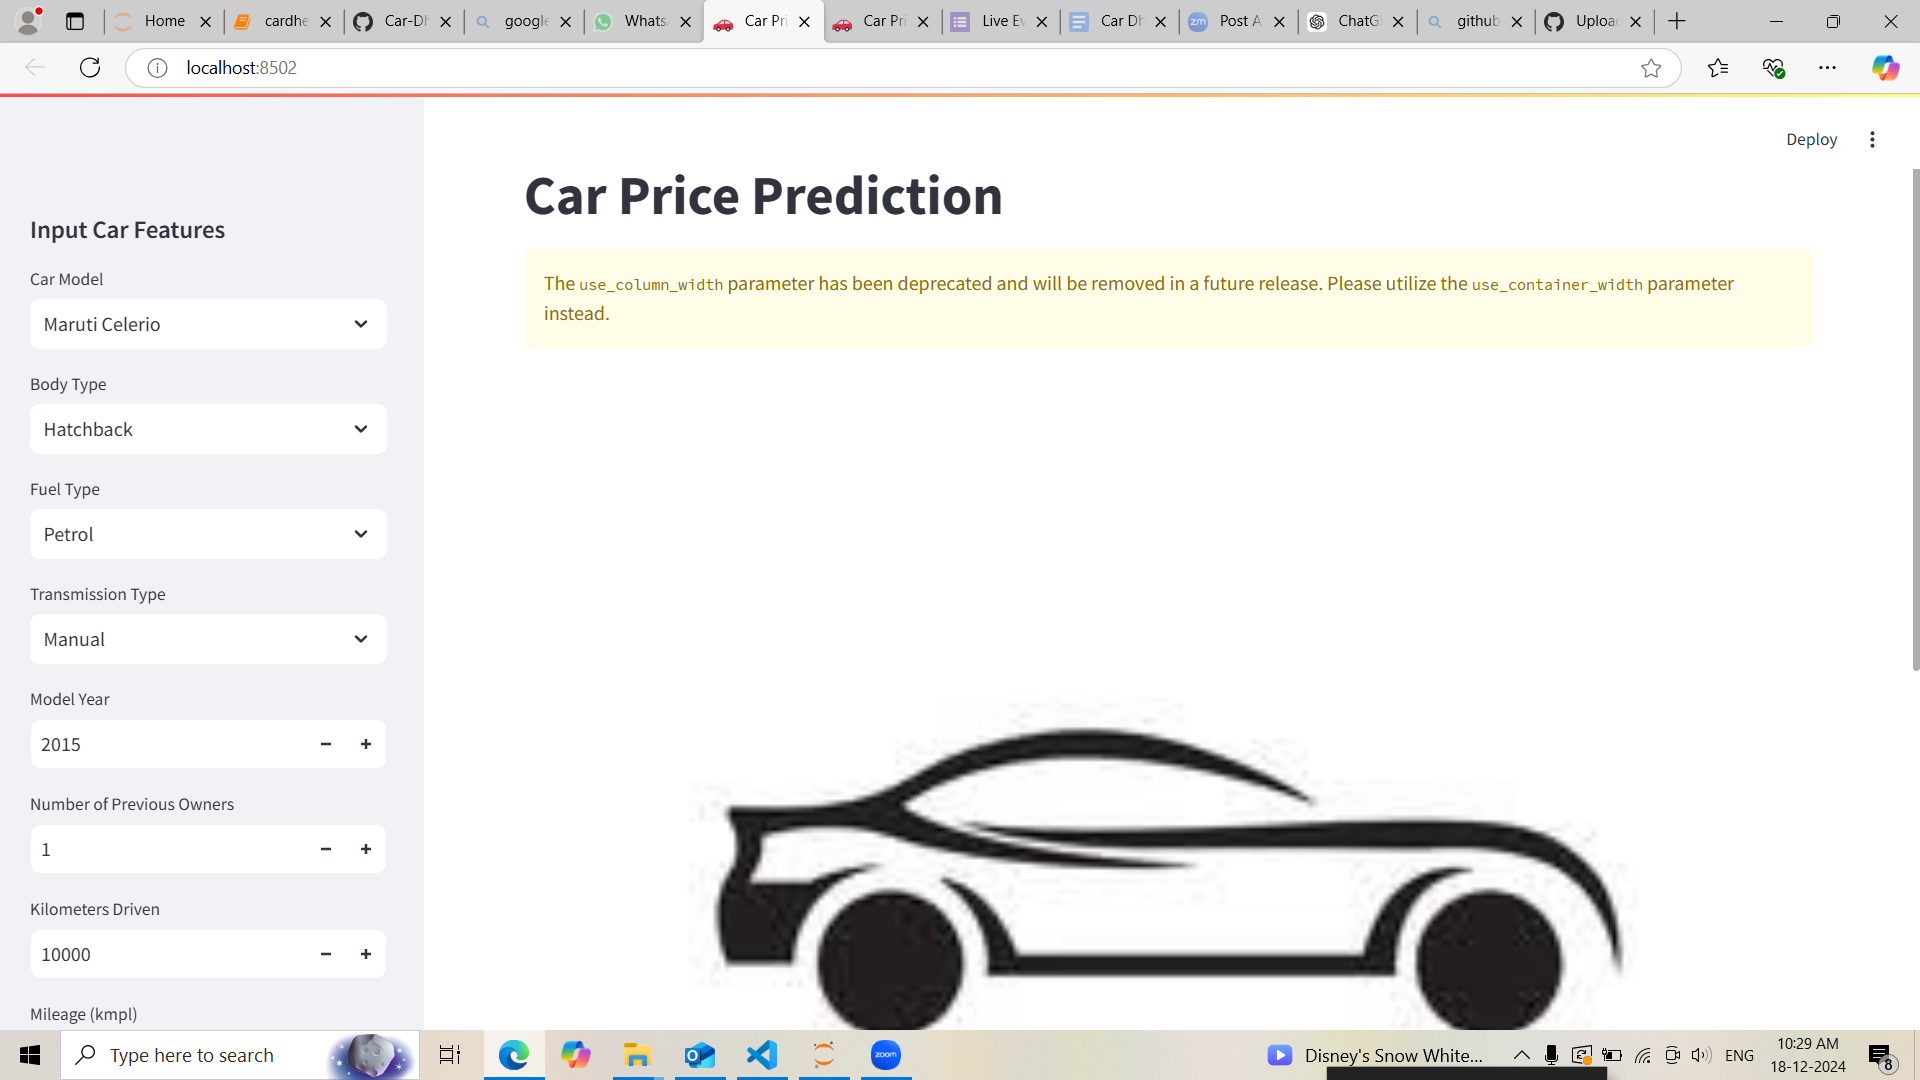 Home
cardhe
Car-Dh
google
Whats
Car Pri
Car Pri
Live Ev
Car Dh
Post A
ChatG
github
Uploa
localhost:8502
Deploy
Input Car Features
Car Model
Maruti Celerio
Body Type
Hatchback
Fuel Type
Petrol
Transmission Type
Manual
Model Year
2015
Number of Previous Owners
1
Kilometers Driven
10000
Mileage (kmpl)
Car Price Prediction
The use_column_width parameter has been deprecated and will be removed in a future release. Please utilize the use_container_width parameter
instead.
Type here to search
zoom
Disney's Snow White...
ENG
10:29 AM
18-12-2024
8